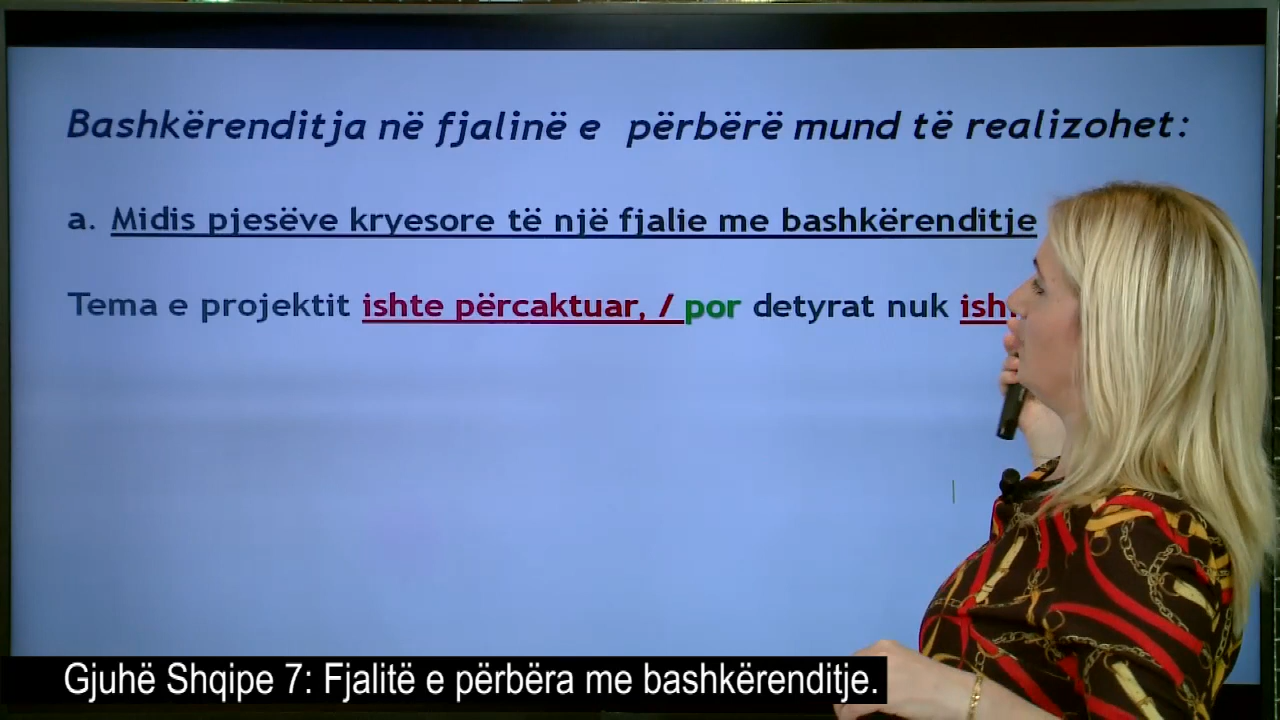 Bashkërenditja në fjalinë e përbërë mund të realizohet:
a. Midis pjesëve kryesore të një fjalie me bashkërenditje
Tema e projektit ishte përcaktuar, / por detyrat nuk
Gjuhë Shqipe 7: Fjalitë e përbëra me bashkërenditje.